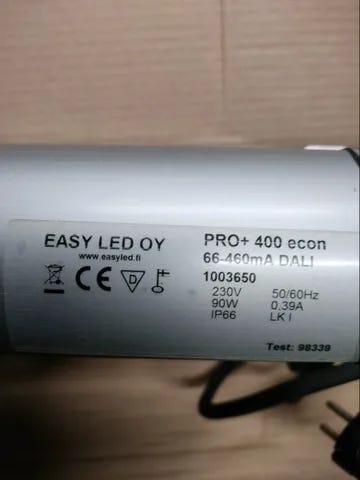 EASY LED OY
www.easyled.fi
CE D
PRO+ 400 econ
66-460mA DALI
1003650
230V 50/60Hz
90W 0.39A
IP66 LK I
Test: 98339